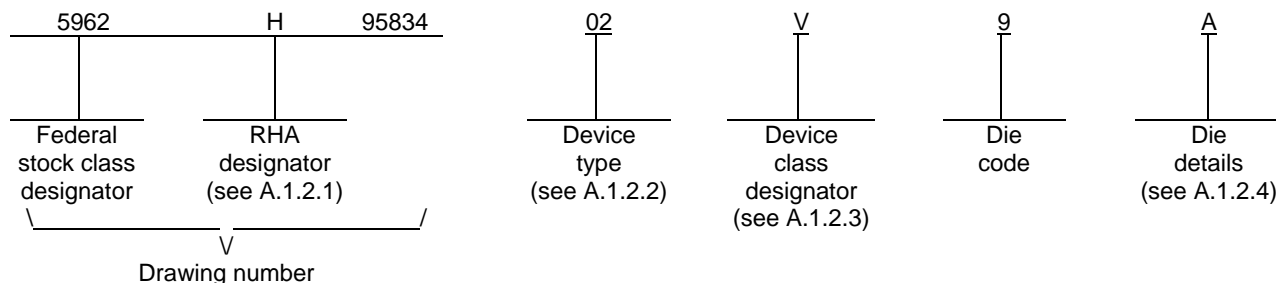 5962 H 95834 02 V 9 A
Federal stock class designator
RHA designator (see A.1.2.1)
Device type (see A.1.2.2)
Device class designator (see A.1.2.3)
Die code
Die details (see A.1.2.4)
\ /
\/
Drawing number